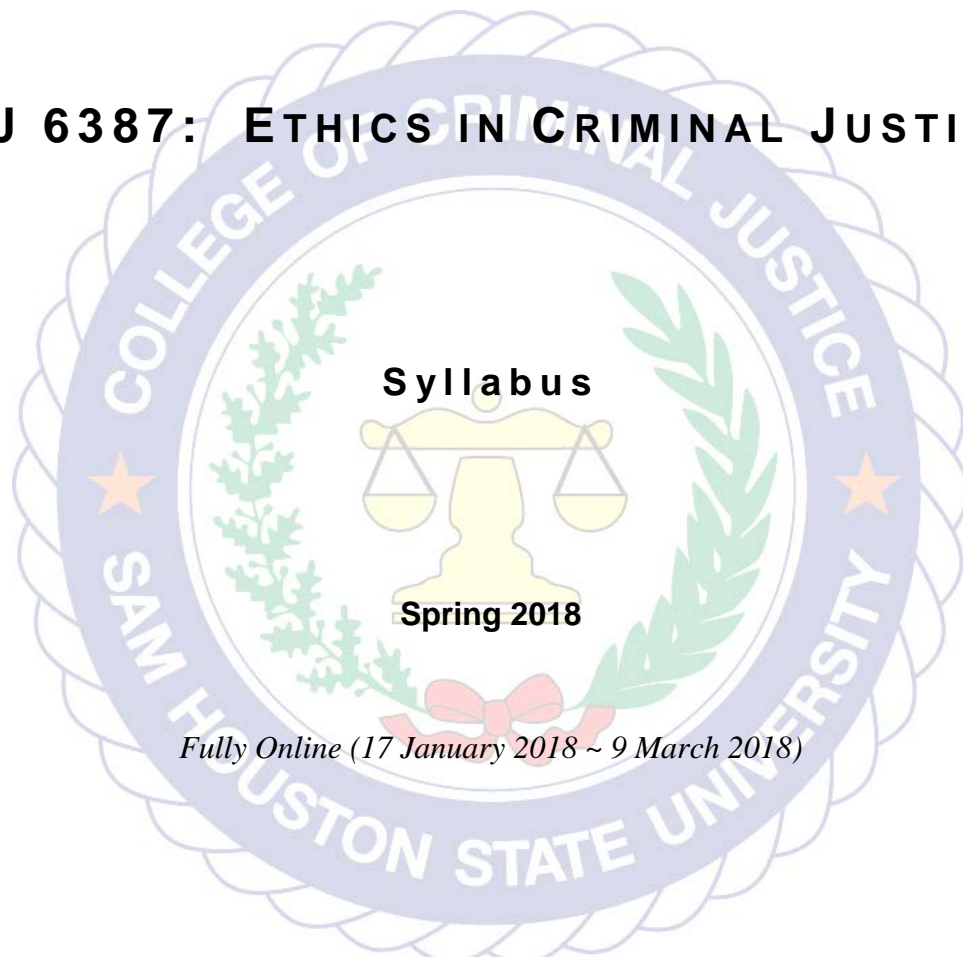 J 6387: ETHICS IN CRIMINAL JUSTI
COLLEGE OF CRIMINAL JUSTICE
Syllabus
Spring 2018
Fully Online (17 January 2018 ~ 9 March 2018)
SAM HOUSTON STATE UNIVERSITY